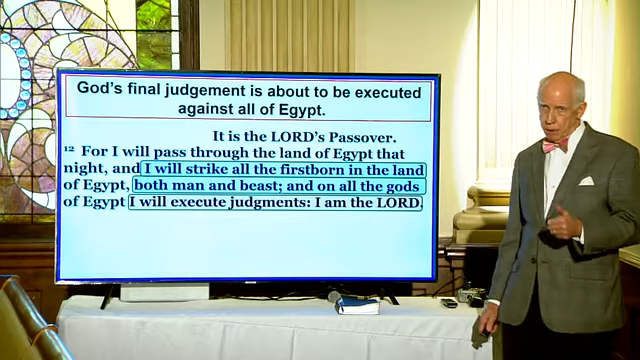 God's final judgement is about to be executed
against all of Egypt.
It is the LORD's Passover.
12 For I will pass through the land of Egypt that
night, and I will strike all the firstborn in the land
of Egypt, both man and beast; and on all the gods
of Egypt I will execute judgments: I am the LORD.